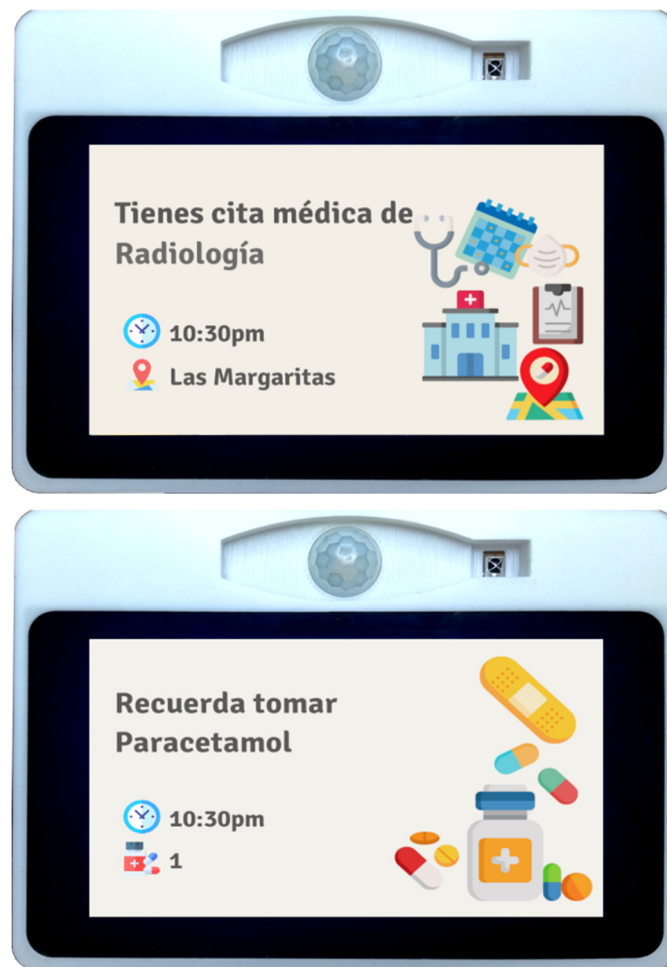 Tienes cita médica de
Radiología
10:30pm
Las Margaritas
Recuerda tomar
Paracetamol
10:30pm
1